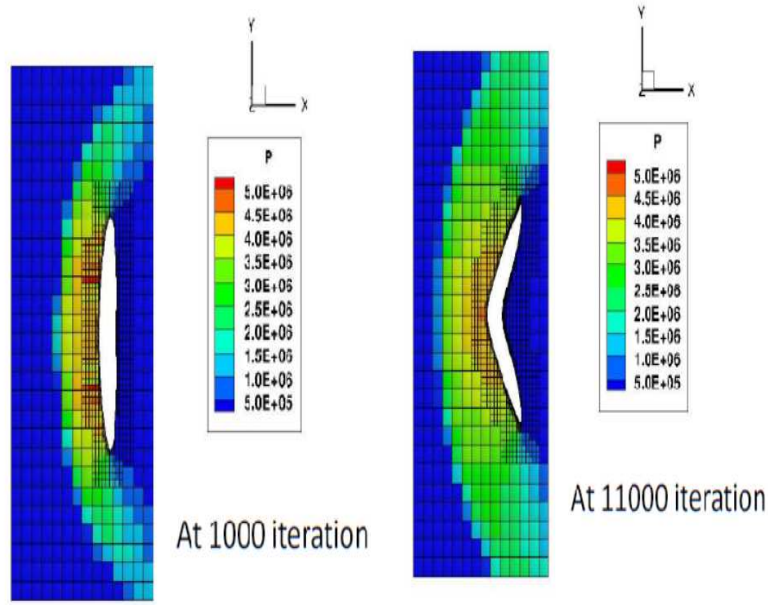 Y
Z
X
P
5.0E+06
4.5E+06
4.0E+06
3.5E+06
3.0E+06
2.5E+06
2.0E+06
1.5E+06
1.0E+06
5.0E+05
At 1000 iteration
Y
Z
X
P
5.0E+06
4.5E+06
4.0E+06
3.5E+06
3.0E+06
2.5E+06
2.0E+06
1.5E+06
1.0E+06
5.0E+05
At 11000 iteration